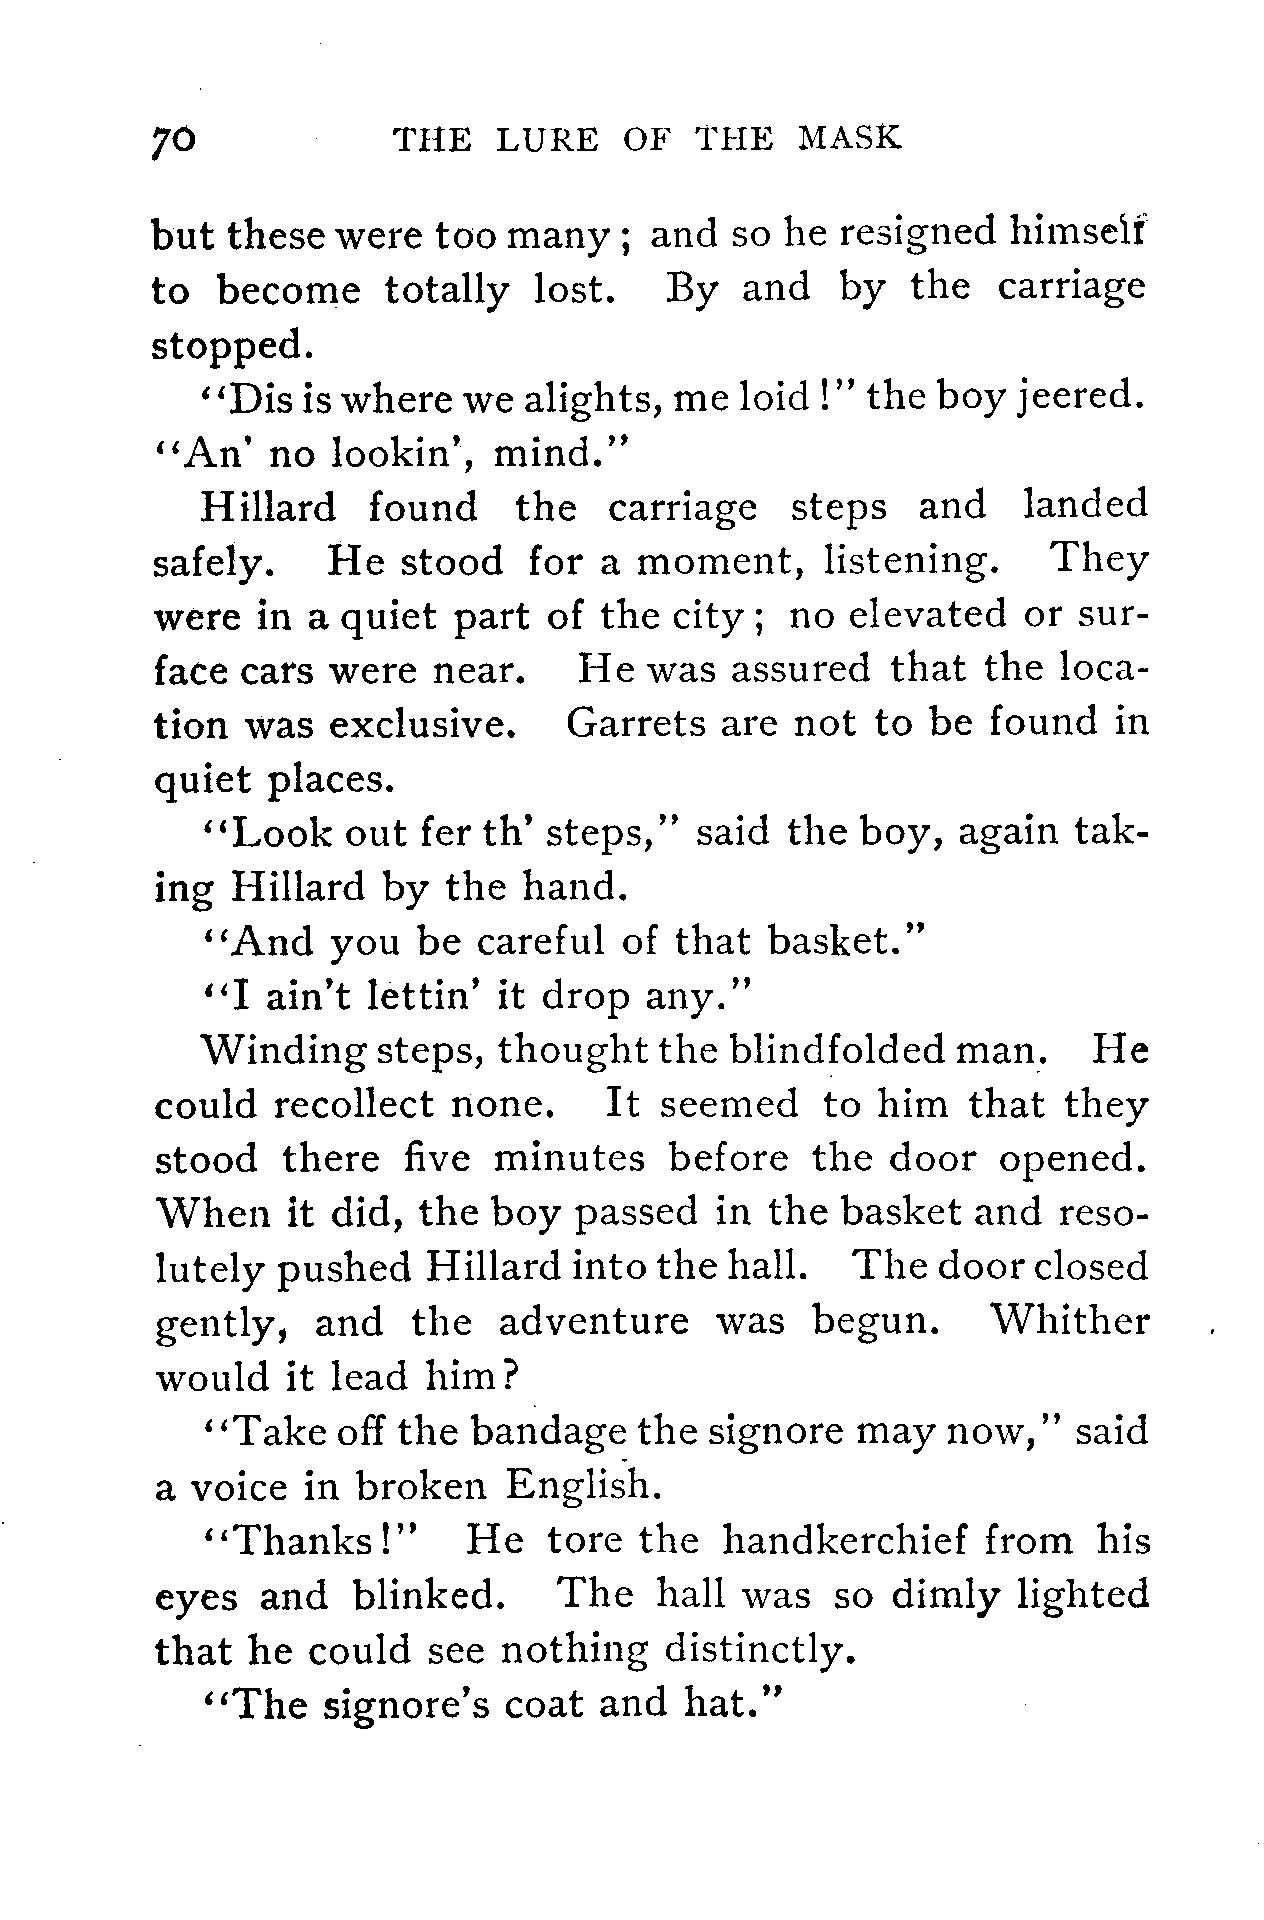 70 THE LURE OF THE MASK
but these were too many; and so he resigned himself
to become totally lost. By and by the carriage
stopped.
"Dis is where we alights, me loid!" the boy jeered.
"An' no lookin', mind."
Hillard found the carriage steps and landed
safely. He stood for a moment, listening. They
were in a quiet part of the city; no elevated or sur-
face cars were near. He was assured that the loca-
tion was exclusive. Garrets are not to be found in
quiet places.
"Look out fer th' steps," said the boy, again tak-
ing Hillard by the hand.
"And you be careful of that basket."
"I ain't lettin' it drop any."
Winding steps, thought the blindfolded man. He
could recollect none. It seemed to him that they
stood there five minutes before the door opened.
When it did, the boy passed in the basket and reso-
lutely pushed Hillard into the hall. The door closed
gently, and the adventure was begun. Whither
would it lead him?
"Take off the bandage the signore may now," said
a voice in broken English.
"Thanks!" He tore the handkerchief from his
eyes and blinked. The hall was so dimly lighted
that he could see nothing distinctly.
"The signore's coat and hat."